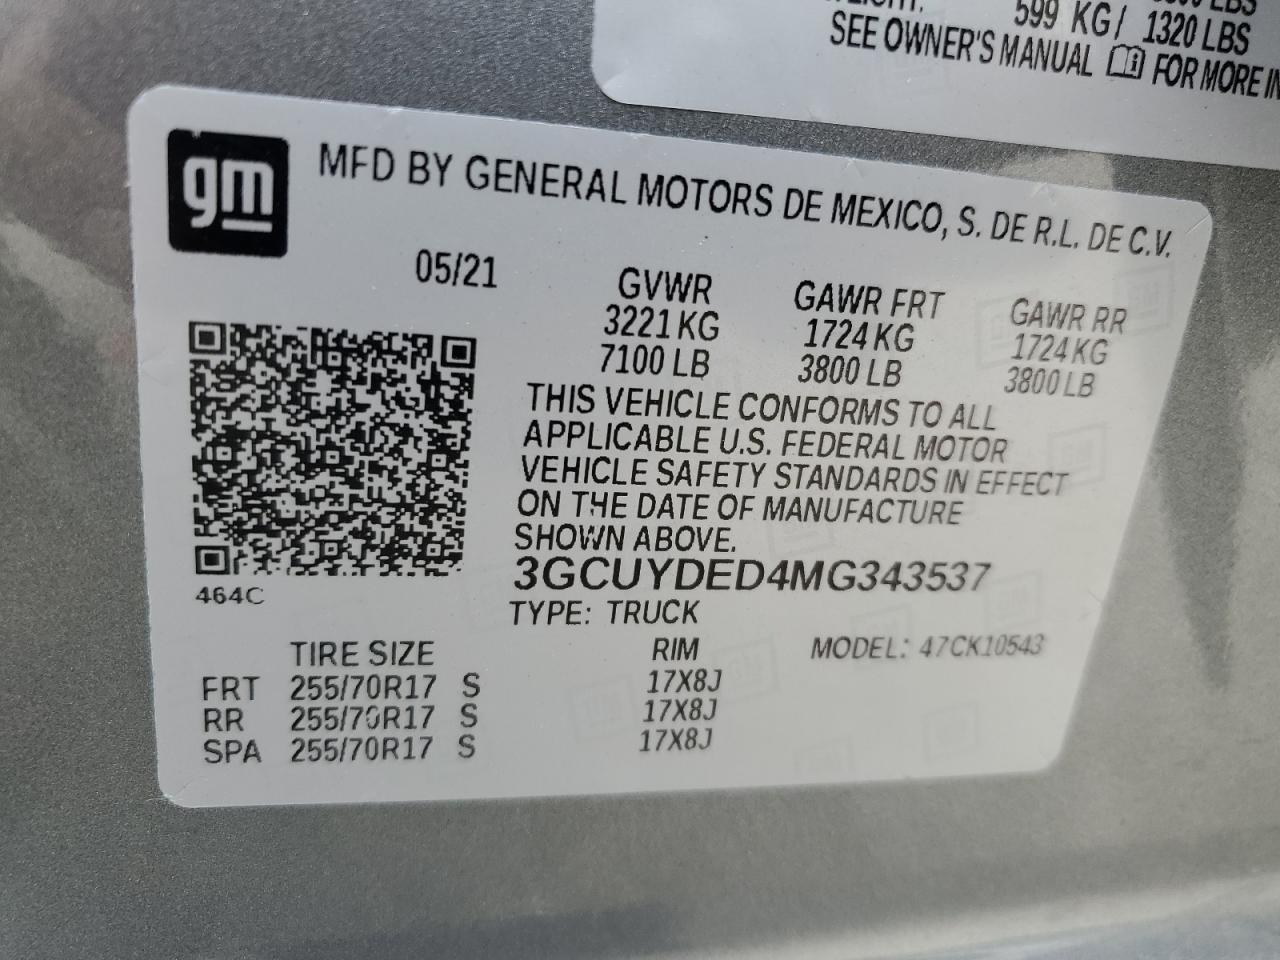 599 KG/ 1320 LBS
SEE OWNER'S MANUAL FOR MORE
gm
MFD BY GENERAL MOTORS DE MEXICO, S. DE R.L. DE C.V.
05/21
GVWR GAWR FRT GAWR RR
3221 KG 1724 KG 1724 KG
7100 LB 3800 LB 3800 LB
THIS VEHICLE CONFORMS TO ALL
APPLICABLE U.S. FEDERAL MOTOR
VEHICLE SAFETY STANDARDS IN EFFECT
ON THE DATE OF MANUFACTURE
SHOWN ABOVE.
3GCUYDED4MG343537
464C
TYPE: TRUCK
TIRE SIZE RIM MODEL: 47CK10543
FRT 255/70R17 S 17X8J
RR 255/70R17 S 17X8J
SPA 255/70R17 S 17X8J